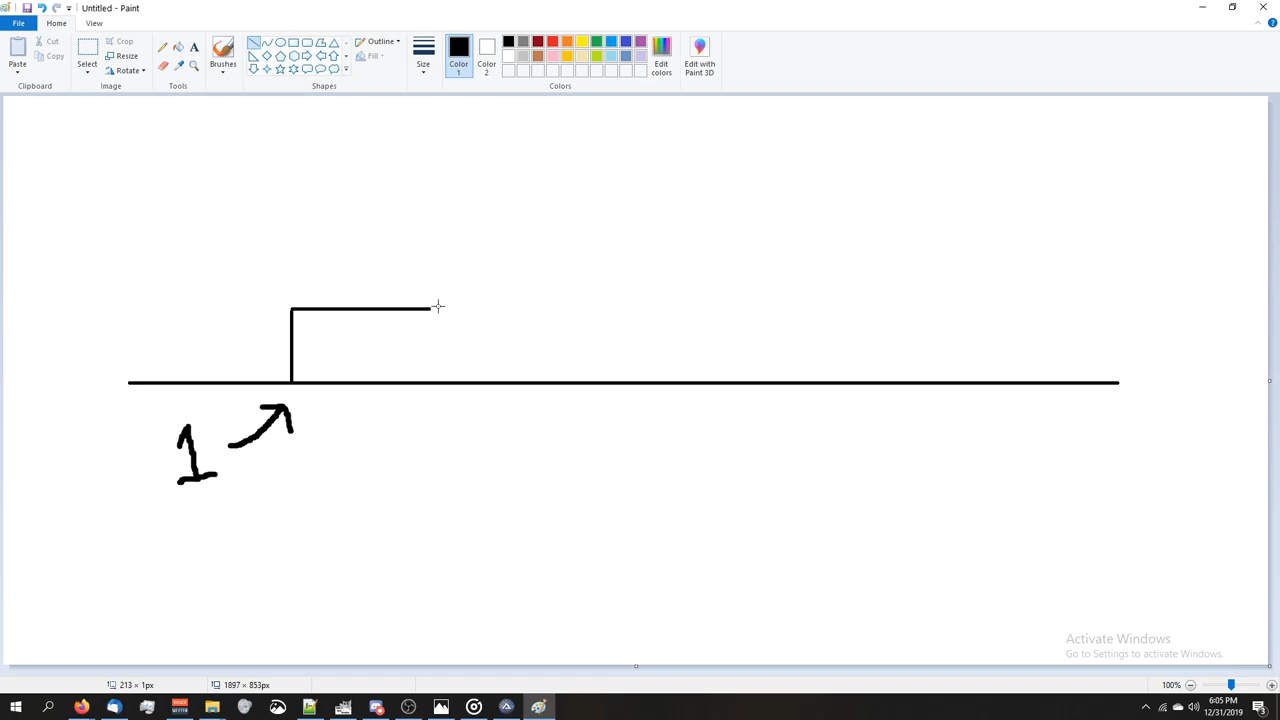 Untitled - Paint
File
Home
View
Paste
Cut
Copy
Clipboard
Select
Crop
Resize
Rotate
Image
A
Tools
Brushes
Outline
Fill
Shapes
Size
Color 1
Color 2
Edit colors
Edit with Paint 3D
Colors
1
Activate Windows
Go to Settings to activate Windows.
213 × 1px
1897 × 853px
100%
6:05 PM
12/31/2019